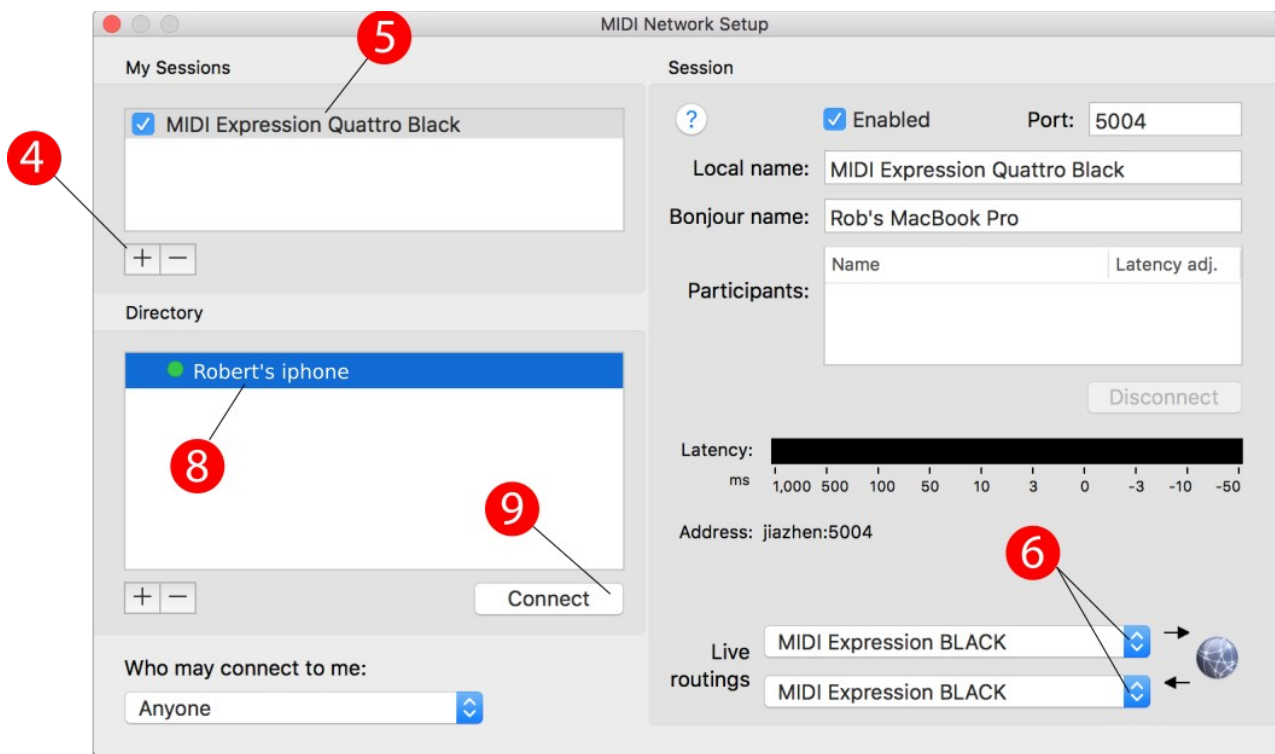 MIDI Network Setup
5
My Sessions
MIDI Expression Quattro Black
4
+ −
Directory
Robert's iphone
8
9
+ −
Connect
Who may connect to me:
Anyone
Session
?
Enabled
Port: 5004
Local name: MIDI Expression Quattro Black
Bonjour name: Rob's MacBook Pro
Participants:
Name Latency adj.
Disconnect
Latency:
ms 1,000 500 100 50 10 3 0 -3 -10 -50
Address: jiazhen:5004
6
Live routings
MIDI Expression BLACK
MIDI Expression BLACK